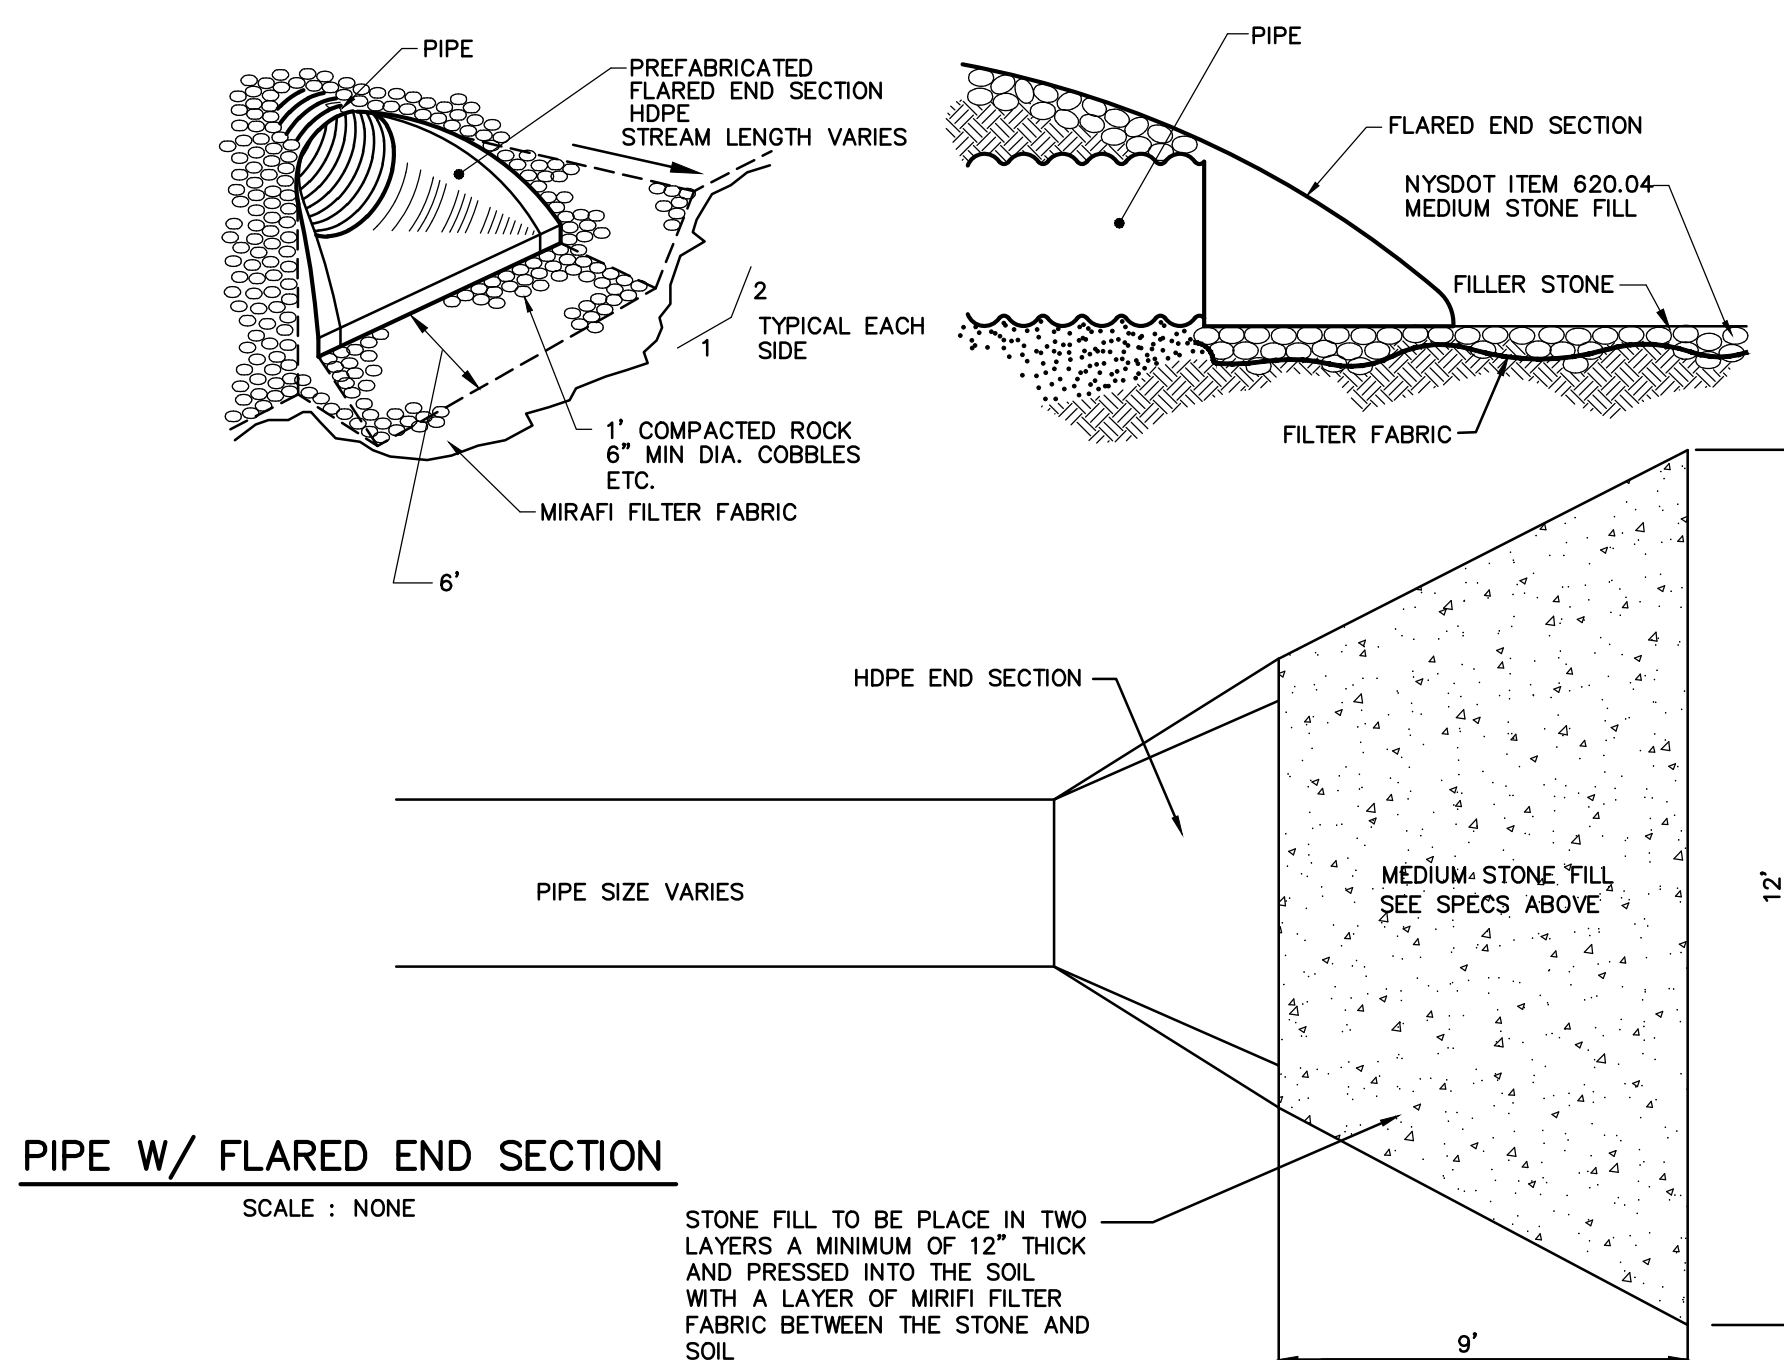 PIPE
PREFABRICATED
FLARED END SECTION
HDPE
STREAM LENGTH VARIES
2
1
TYPICAL EACH
SIDE
1' COMPACTED ROCK
6" MIN DIA. COBBLES
ETC.
MIRAFI FILTER FABRIC
6'
PIPE
FLARED END SECTION
NYSDOT ITEM 620.04
MEDIUM STONE FILL
FILLER STONE
FILTER FABRIC
HDPE END SECTION
PIPE SIZE VARIES
MEDIUM STONE FILL
SEE SPECS ABOVE
12'
PIPE W/ FLARED END SECTION
SCALE : NONE
STONE FILL TO BE PLACE IN TWO
LAYERS A MINIMUM OF 12" THICK
AND PRESSED INTO THE SOIL
WITH A LAYER OF MIRIFI FILTER
FABRIC BETWEEN THE STONE AND
SOIL
9'